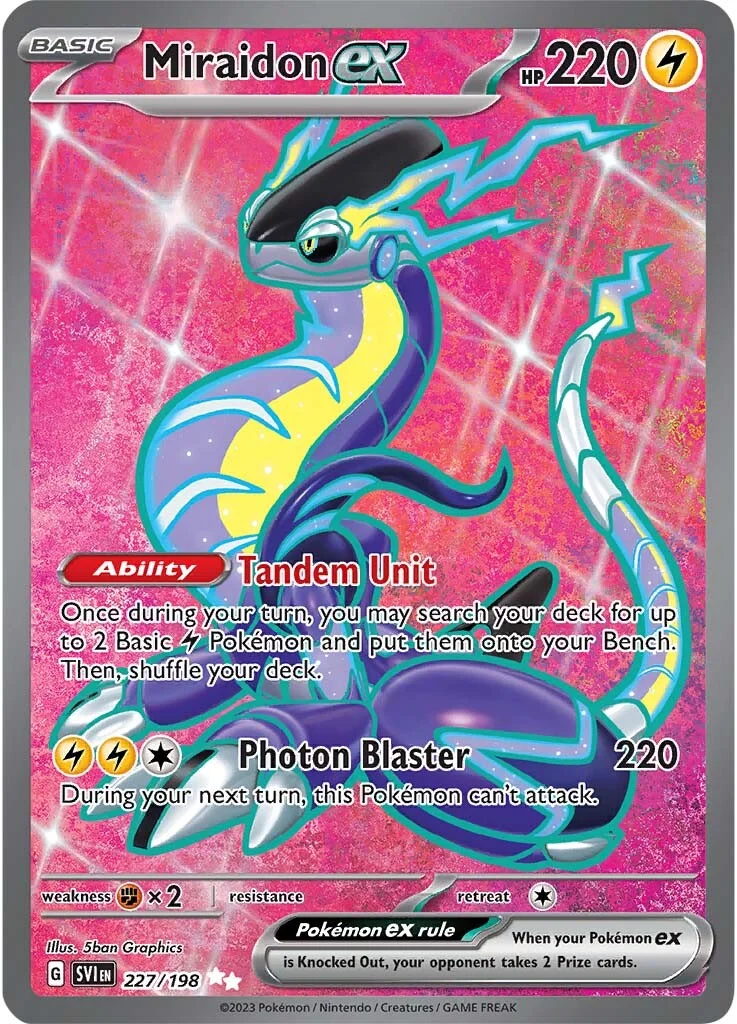 BASIC
Miraidon ex
HP 220
Ability Tandem Unit
Once during your turn, you may search your deck for up
to 2 Basic Pokémon and put them onto your Bench.
Then, shuffle your deck.
Photon Blaster 220
During your next turn, this Pokémon can't attack.
weakness ×2 resistance retreat
Pokémon ex rule
When your Pokémon ex
is Knocked Out, your opponent takes 2 Prize cards.
Illus. 5ban Graphics
G SVI EN 227/198
©2023 Pokémon / Nintendo / Creatures / GAME FREAK